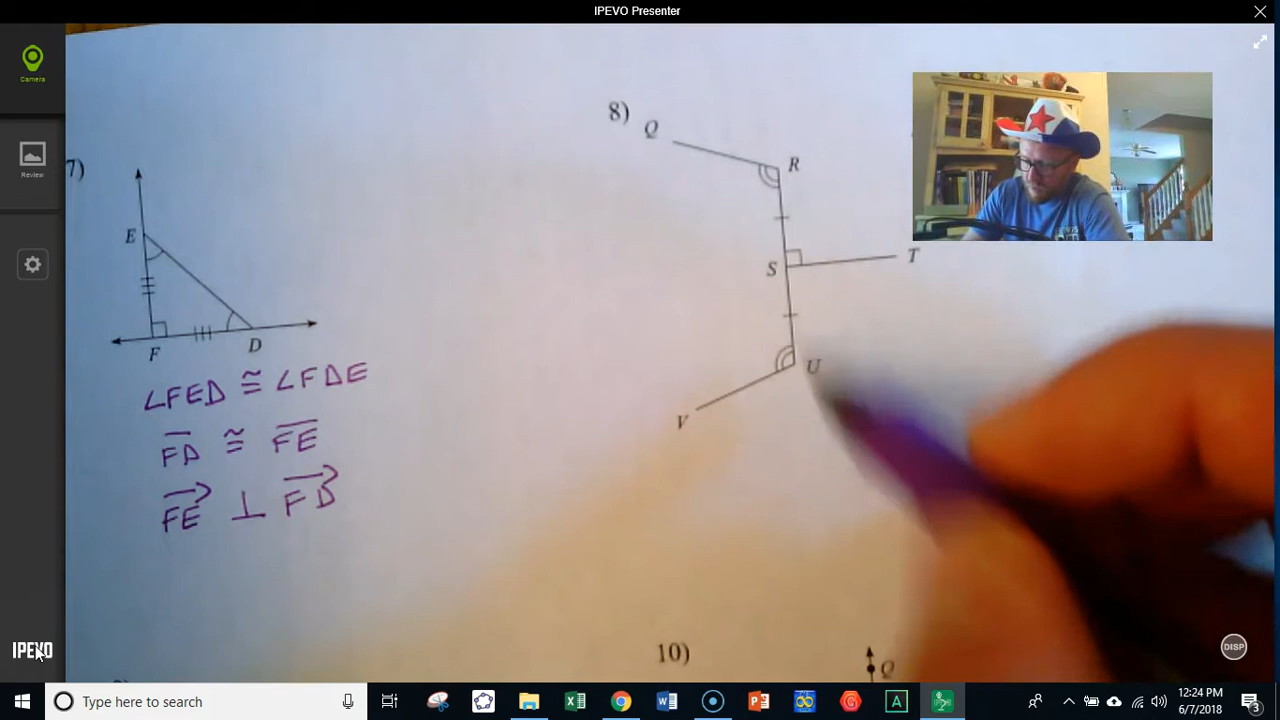 IPEVO Presenter
Camera
Review
7)
E
F
D
∠FED ≅ ∠FDE
FD ≅ FE
FE ⊥ FD
8)
Q
R
S
T
U
V
10)
Q
IPEVO
DISP
Type here to search
12:24 PM
6/7/2018
3